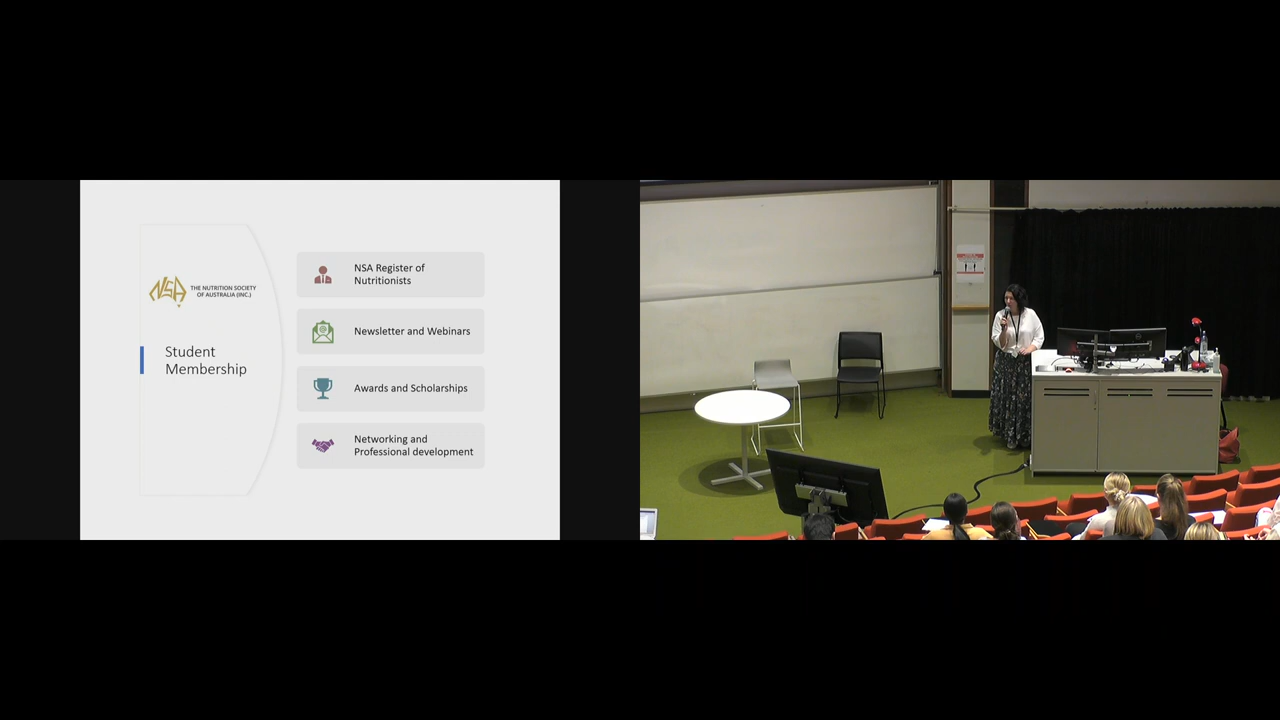 NSA
THE NUTRITION SOCIETY
OF AUSTRALIA (INC.)
Student
Membership
NSA Register of
Nutritionists
Newsletter and Webinars
Awards and Scholarships
Networking and
Professional development